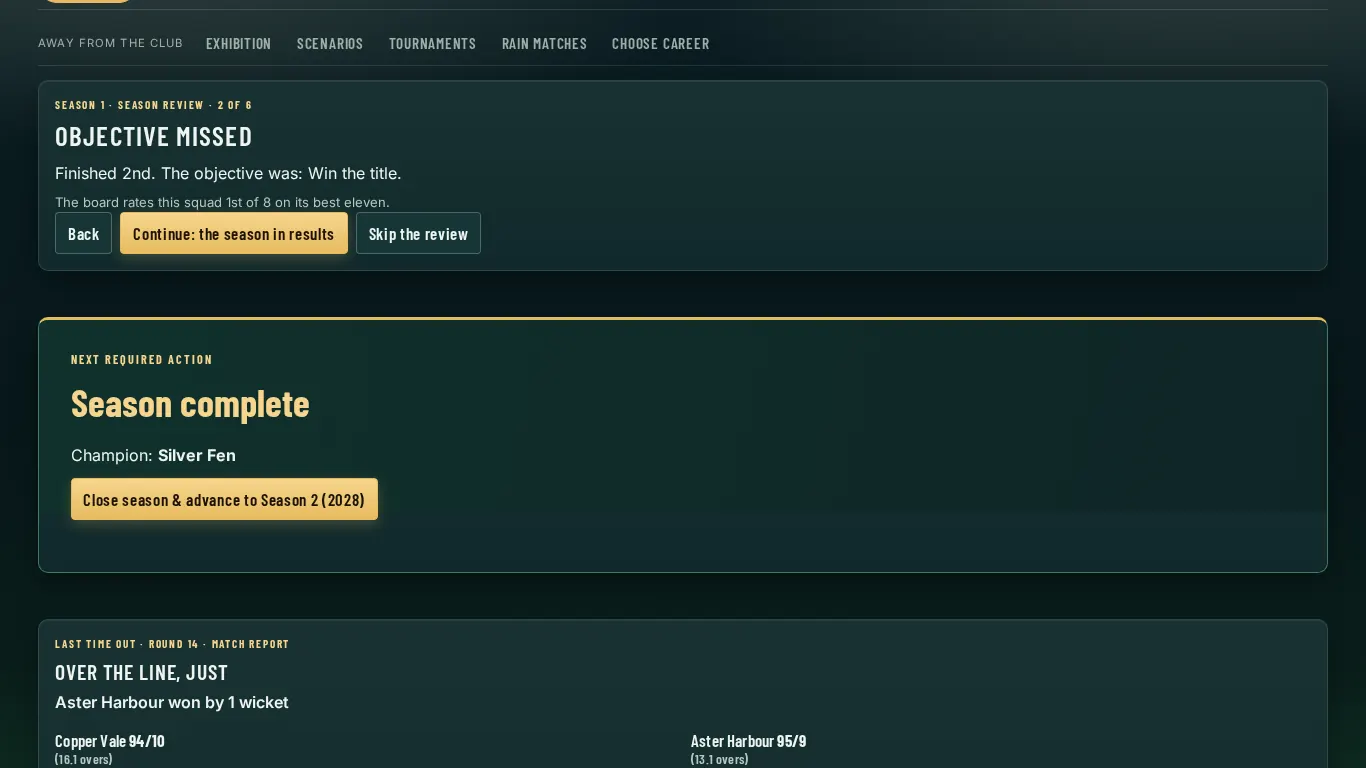 AWAY FROM THE CLUB EXHIBITION SCENARIOS TOURNAMENTS RAIN MATCHES CHOOSE CAREER
SEASON 1 · SEASON REVIEW · 2 OF 6
OBJECTIVE MISSED
Finished 2nd. The objective was: Win the title.
The board rates this squad 1st of 8 on its best eleven.
Back Continue: the season in results Skip the review
NEXT REQUIRED ACTION
Season complete
Champion: Silver Fen
Close season & advance to Season 2 (2028)
LAST TIME OUT · ROUND 14 · MATCH REPORT
OVER THE LINE, JUST
Aster Harbour won by 1 wicket
Copper Vale 94/10 Aster Harbour 95/9
(16.1 overs) (13.1 overs)